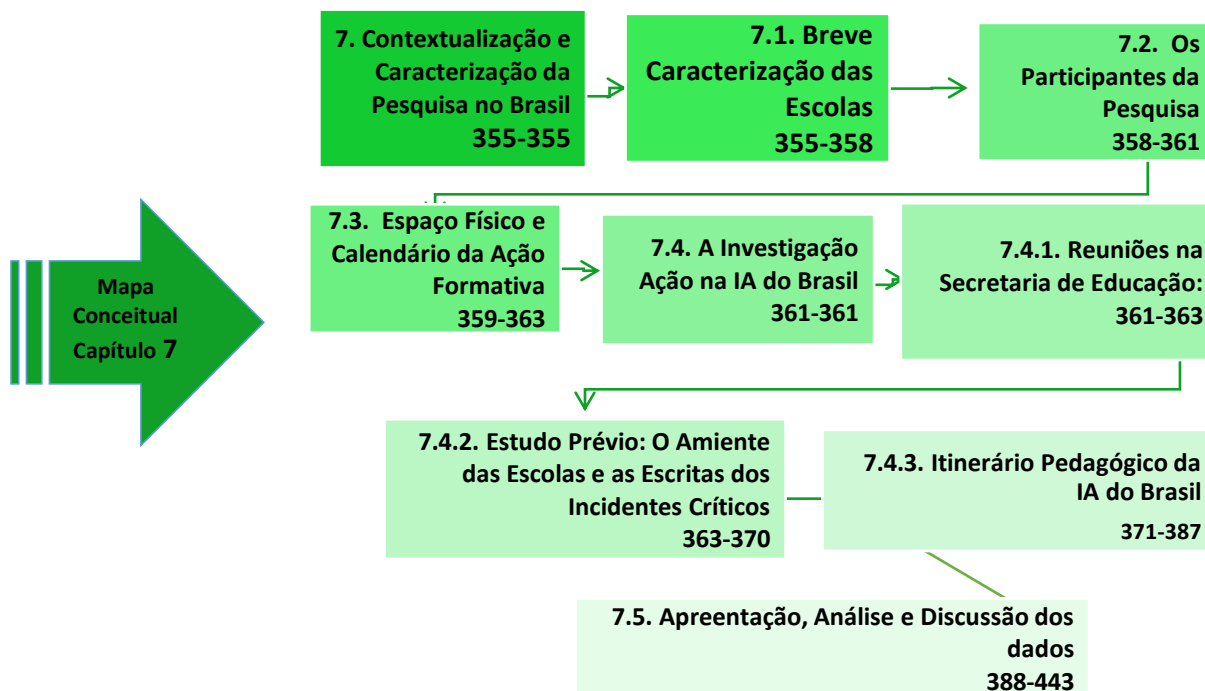 7. Contextualização e
Caracterização da
Pesquisa no Brasil
355-355
7.1. Breve
Caracterização das
Escolas
355-358
7.2. Os
Participantes da
Pesquisa
358-361
Mapa
Conceitual
Capítulo 7
7.3. Espaço Físico e
Calendário da Ação
Formativa
359-363
7.4. A Investigação
Ação na IA do Brasil
361-361
7.4.1. Reuniões na
Secretaria de Educação:
361-363
7.4.2. Estudo Prévio: O Amiente
das Escolas e as Escritas dos
Incidentes Críticos
363-370
7.4.3. Itinerário Pedagógico da
IA do Brasil
371-387
7.5. Apreentação, Análise e Discussão dos
dados
388-443